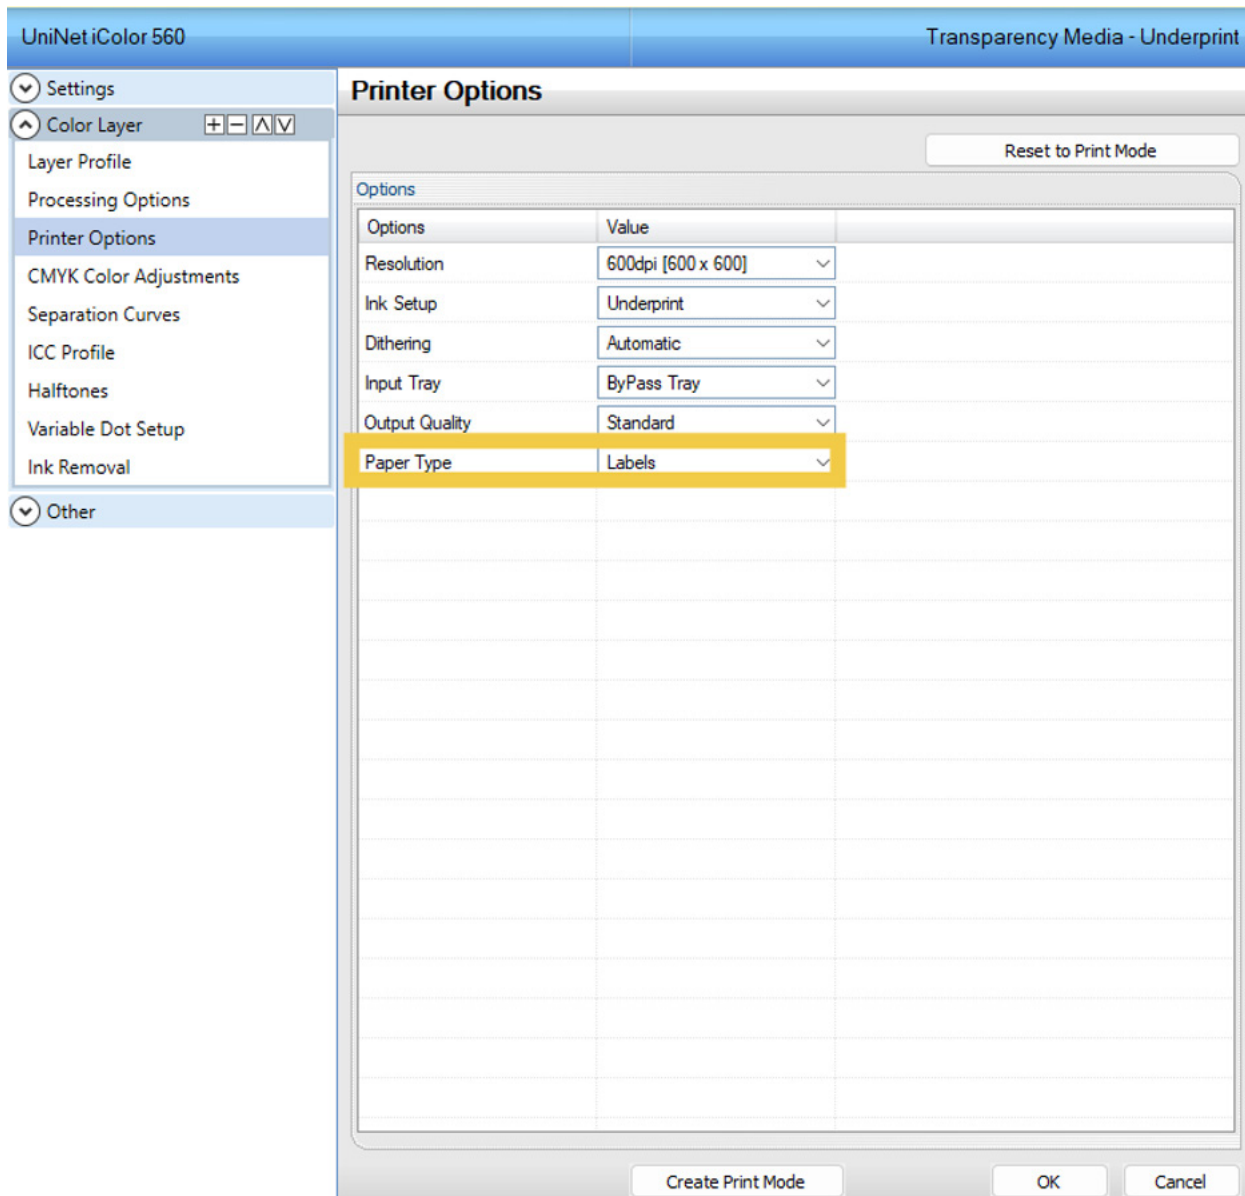 UniNet iColor 560 Transparency Media - Underprint
Settings
Color Layer
Layer Profile
Processing Options
Printer Options
CMYK Color Adjustments
Separation Curves
ICC Profile
Halftones
Variable Dot Setup
Ink Removal
Other
Printer Options
Reset to Print Mode
Options
Options Value
Resolution 600dpi [600 x 600]
Ink Setup Underprint
Dithering Automatic
Input Tray ByPass Tray
Output Quality Standard
Paper Type Labels
Create Print Mode OK Cancel